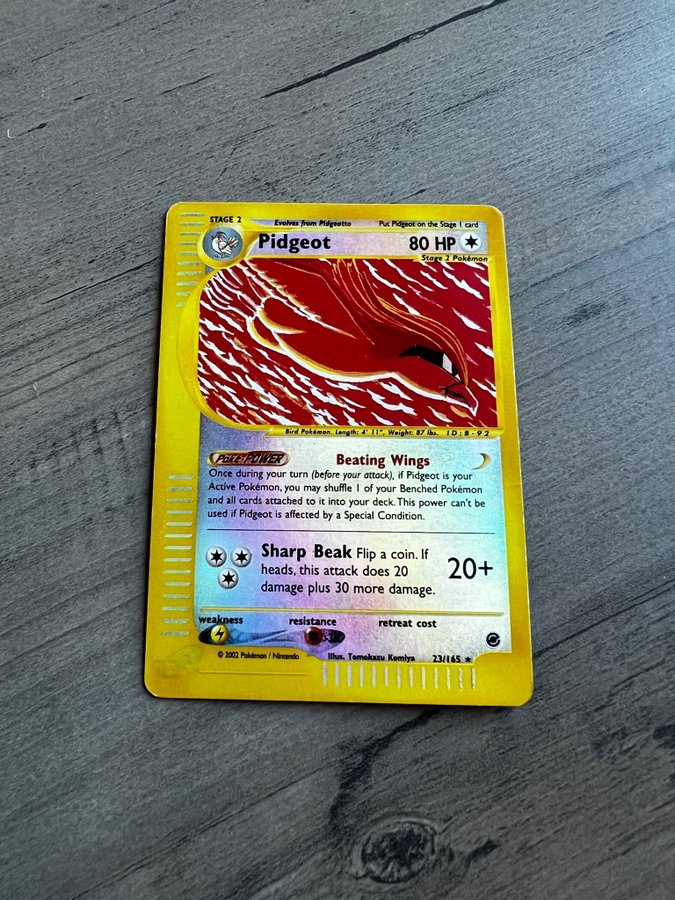 STAGE 2 Evolves from Pidgeotto Put Pidgeot on the Stage 1 card
Pidgeot 80 HP
Stage 2 Pokémon
Bird Pokémon. Length: 4' 11", Weight: 87 lbs. ID: B-92
Poké-POWER Beating Wings
Once during your turn (before your attack), if Pidgeot is your
Active Pokémon, you may shuffle 1 of your Benched Pokémon
and all cards attached to it into your deck. This power can't be
used if Pidgeot is affected by a Special Condition.
Sharp Beak Flip a coin. If
heads, this attack does 20
damage plus 30 more damage.
20+
weakness resistance retreat cost
-30
© 2002 Pokémon / Nintendo Illus. Tomokazu Komiya 23/165